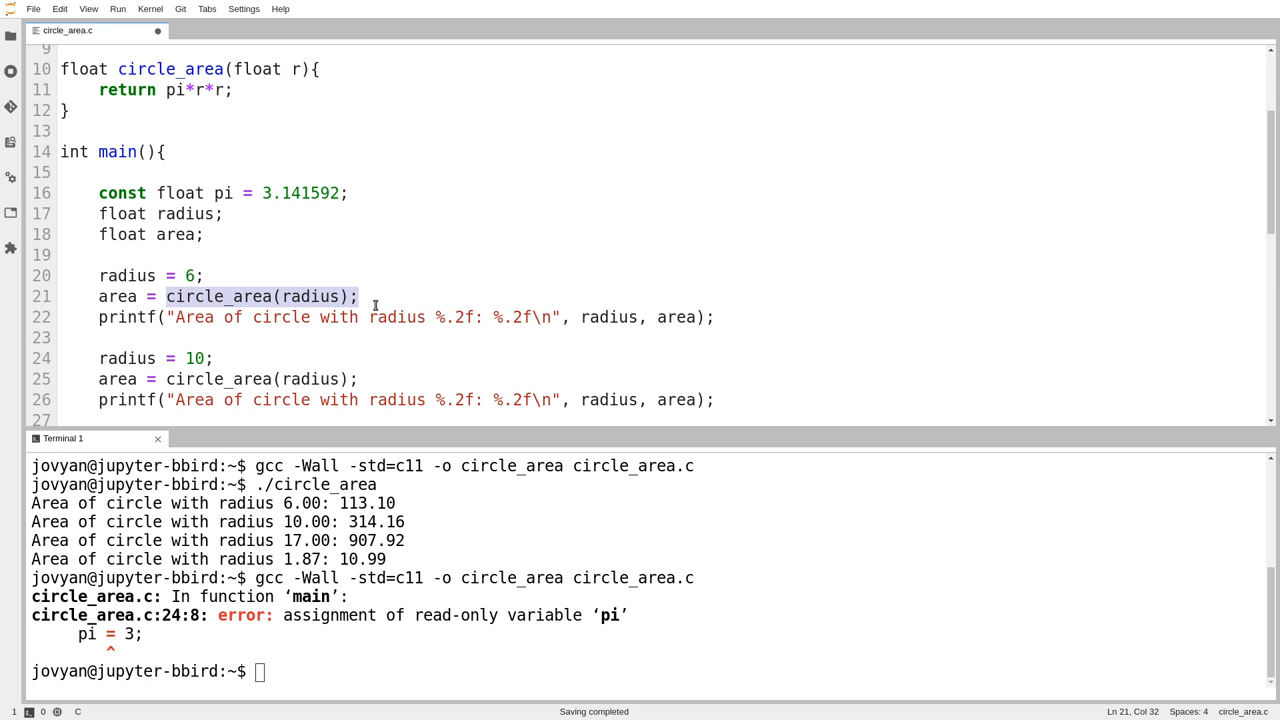 File Edit View Run Kernel Git Tabs Settings Help
circle_area.c
9
10 float circle_area(float r){
11     return pi*r*r;
12 }
13
14 int main(){
15
16     const float pi = 3.141592;
17     float radius;
18     float area;
19
20     radius = 6;
21     area = circle_area(radius);
22     printf("Area of circle with radius %.2f: %.2f\n", radius, area);
23
24     radius = 10;
25     area = circle_area(radius);
26     printf("Area of circle with radius %.2f: %.2f\n", radius, area);
27
Terminal 1
jovyan@jupyter-bbird:~$ gcc -Wall -std=c11 -o circle_area circle_area.c
jovyan@jupyter-bbird:~$ ./circle_area
Area of circle with radius 6.00: 113.10
Area of circle with radius 10.00: 314.16
Area of circle with radius 17.00: 907.92
Area of circle with radius 1.87: 10.99
jovyan@jupyter-bbird:~$ gcc -Wall -std=c11 -o circle_area circle_area.c
circle_area.c: In function ‘main’:
circle_area.c:24:8: error: assignment of read-only variable ‘pi’
     pi = 3;
        ^
jovyan@jupyter-bbird:~$
1 0 C Saving completed Ln 21, Col 32 Spaces: 4 circle_area.c